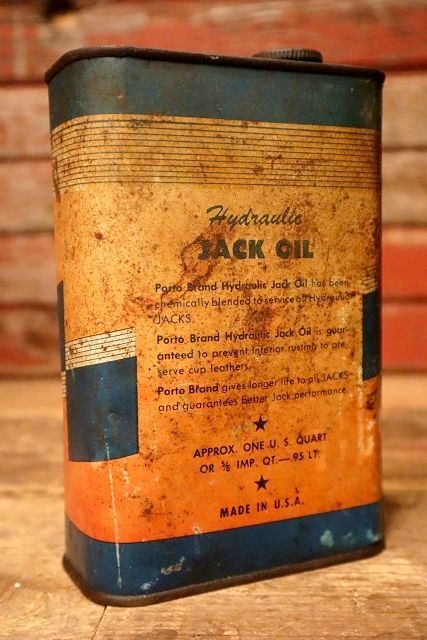 Hydraulic
JACK OIL
Porto Brand Hydraulic Jack Oil has been
chemically blended to service all Hydraulic
JACKS.
Porto Brand Hydraulic Jack Oil is guar-
anteed to prevent interior rusting to pre-
serve cup leathers.
Porto Brand gives longer life to all JACKS
and guarantees better Jack performance.
★
APPROX. ONE U. S. QUART
OR ⅚ IMP. QT.—.95 LT.
★
MADE IN U.S.A.